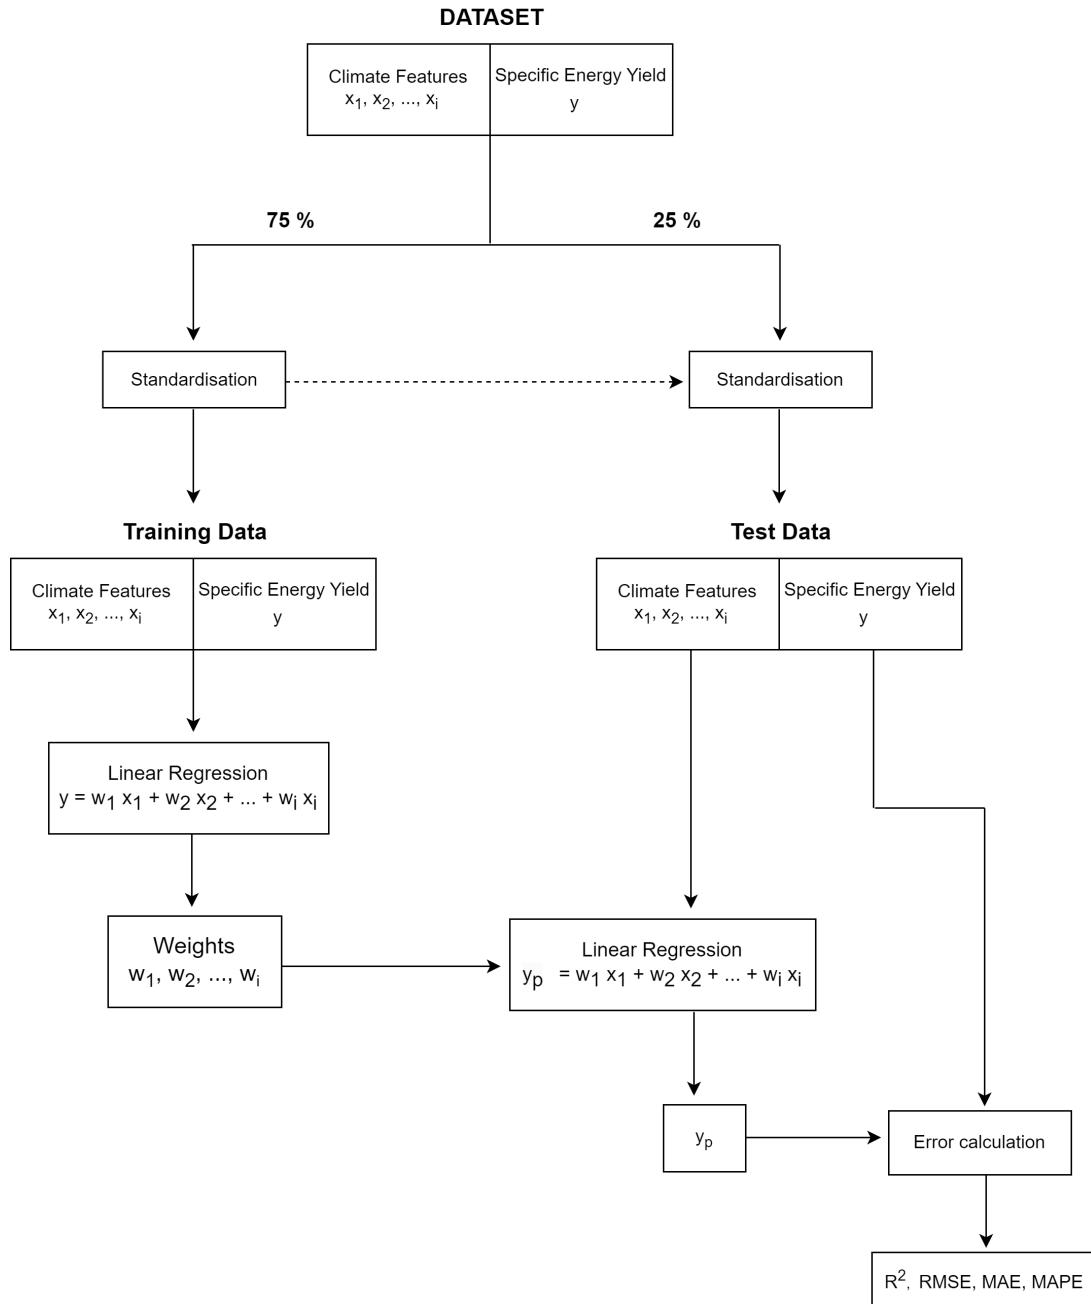 DATASET
Climate Features
x₁, x₂, ..., xᵢ
Specific Energy Yield
y
75 %
25 %
Standardisation
Standardisation
Training Data
Test Data
Climate Features
x₁, x₂, ..., xᵢ
Specific Energy Yield
y
Climate Features
x₁, x₂, ..., xᵢ
Specific Energy Yield
y
Linear Regression
y = w₁ x₁ + w₂ x₂ + ... + wᵢ xᵢ
Weights
w₁, w₂, ..., wᵢ
Linear Regression
yₚ = w₁ x₁ + w₂ x₂ + ... + wᵢ xᵢ
yₚ
Error calculation
R², RMSE, MAE, MAPE